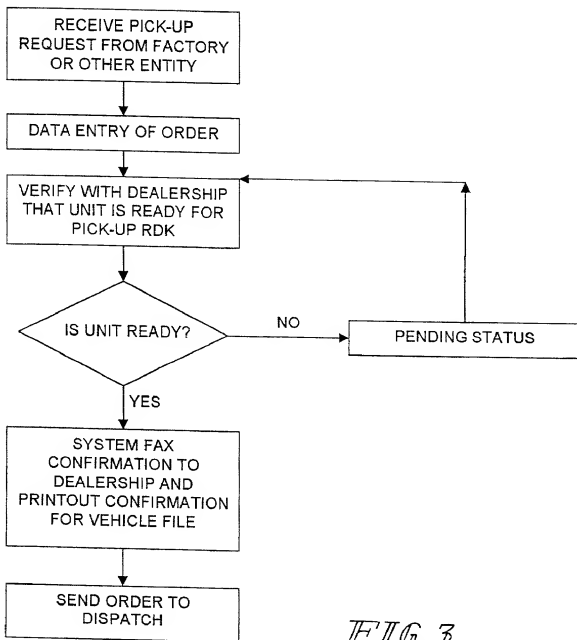 RECEIVE PICK-UP
REQUEST FROM FACTORY
OR OTHER ENTITY
DATA ENTRY OF ORDER
VERIFY WITH DEALERSHIP
THAT UNIT IS READY FOR
PICK-UP RDK
IS UNIT READY?
NO
PENDING STATUS
YES
SYSTEM FAX
CONFIRMATION TO
DEALERSHIP AND
PRINTOUT CONFIRMATION
FOR VEHICLE FILE
SEND ORDER TO
DISPATCH
FIG. 3